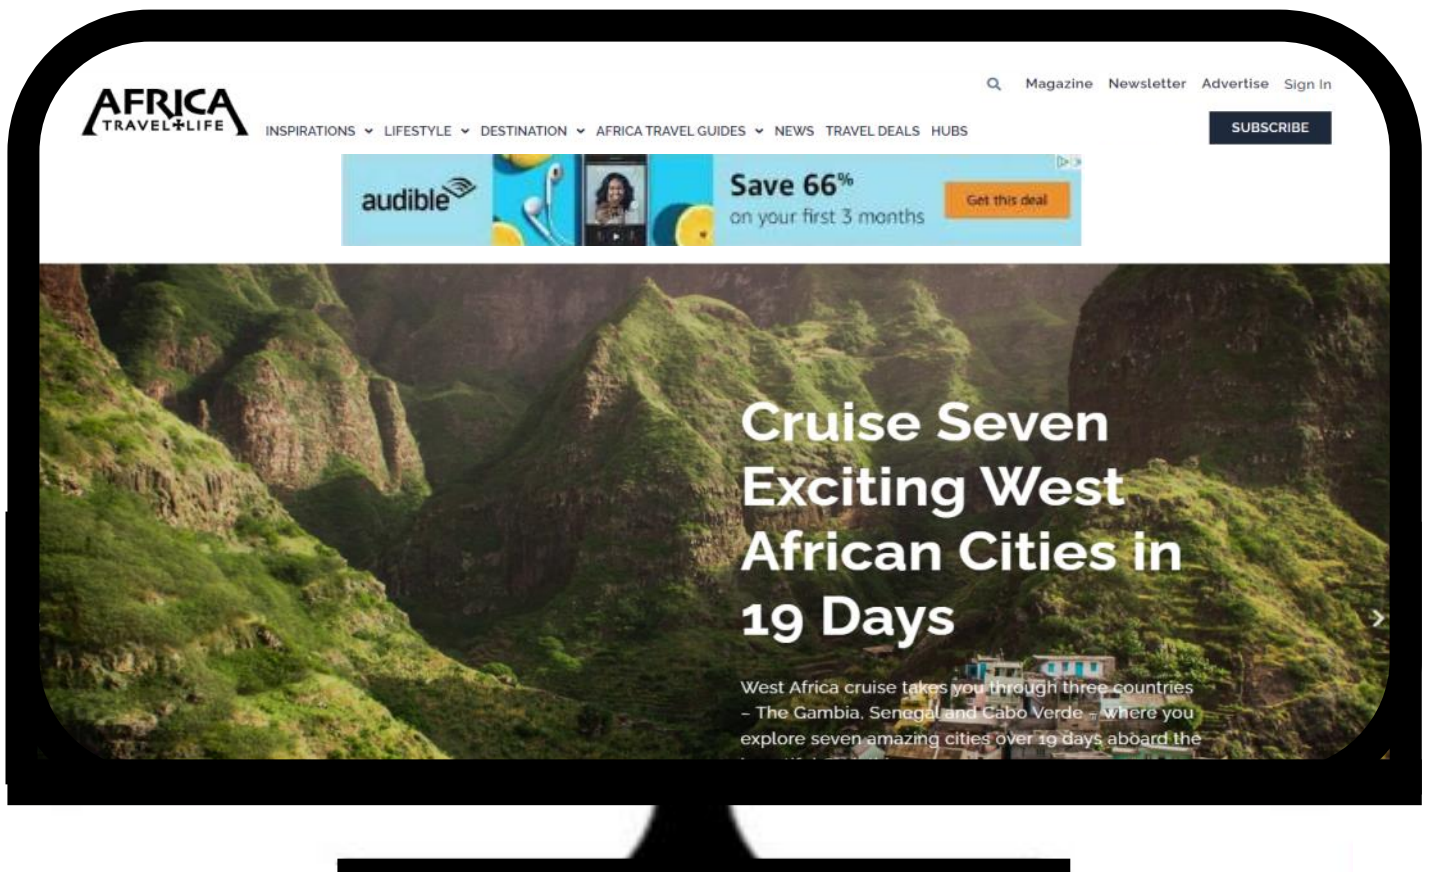 Magazine Newsletter Advertise Sign In
AFRICA
TRAVEL+LIFE
INSPIRATIONS LIFESTYLE DESTINATION AFRICA TRAVEL GUIDES NEWS TRAVEL DEALS HUBS
SUBSCRIBE
audible
Save 66%
on your first 3 months
Get this deal
Cruise Seven
Exciting West
African Cities in
19 Days
West Africa cruise takes you through three countries
– The Gambia, Senegal and Cabo Verde – where you
explore seven amazing cities over 19 days aboard the